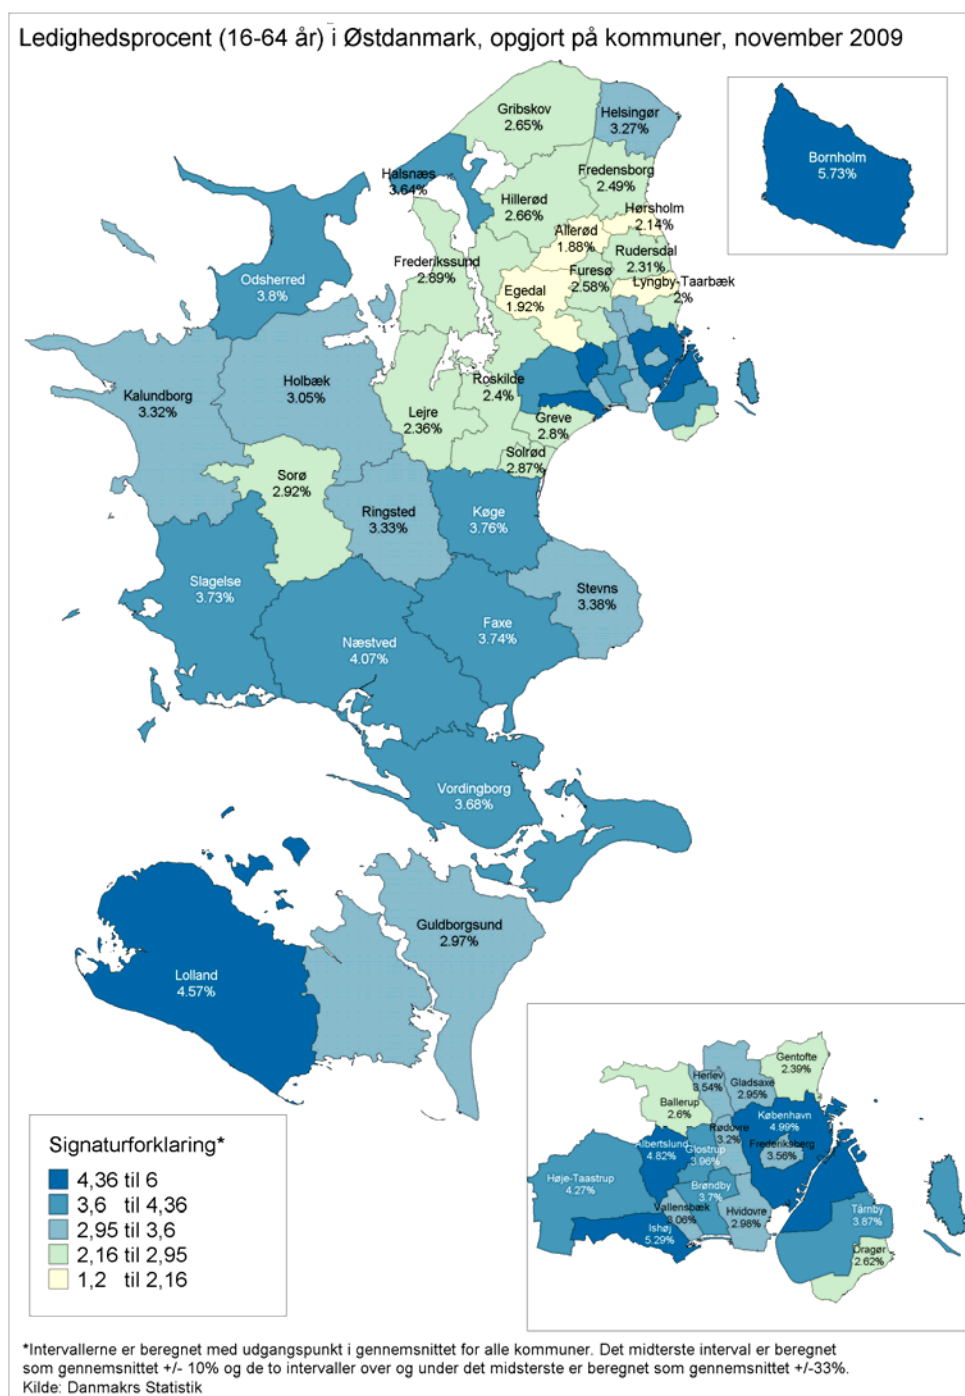 Ledighedsprocent (16-64 år) i Østdanmark, opgjort på kommuner, november 2009
Gribskov
2.65%
Helsingør
3.27%
Bornholm
5.73%
Halsnæs
3.64%
Hillerød
2.66%
Fredensborg
2.49%
Hørsholm
2.14%
Allerød
1.88%
Rudersdal
2.31%
Frederikssund
2.89%
Furesø
2.58%
Lyngby-Taarbæk
2%
Egedal
1.92%
Odsherred
3.8%
Kalundborg
3.32%
Holbæk
3.05%
Roskilde
2.4%
Lejre
2.36%
Greve
2.8%
Solrød
2.87%
Sorø
2.92%
Ringsted
3.33%
Køge
3.76%
Slagelse
3.73%
Stevns
3.38%
Faxe
3.74%
Næstved
4.07%
Vordingborg
3.68%
Guldborgsund
2.97%
Lolland
4.57%
Gentofte
2.39%
Herlev
3.54%
Gladsaxe
2.95%
Ballerup
2.6%
København
4.99%
Rødovre
3.2%
Frederiksberg
3.56%
Albertslund
4.82%
Glostrup
3.96%
Høje-Taastrup
4.27%
Brøndby
3.7%
Vallensbæk
3.06%
Hvidovre
2.98%
Ishøj
5.29%
Tårnby
3.87%
Dragør
2.62%
Signaturforklaring*
4,36 til 6
3,6 til 4,36
2,95 til 3,6
2,16 til 2,95
1,2 til 2,16
*Intervallerne er beregnet med udgangspunkt i gennemsnittet for alle kommuner. Det midterste interval er beregnet
som gennemsnittet +/- 10% og de to intervaller over og under det midsterste er beregnet som gennemsnittet +/-33%.
Kilde: Danmakrs Statistik